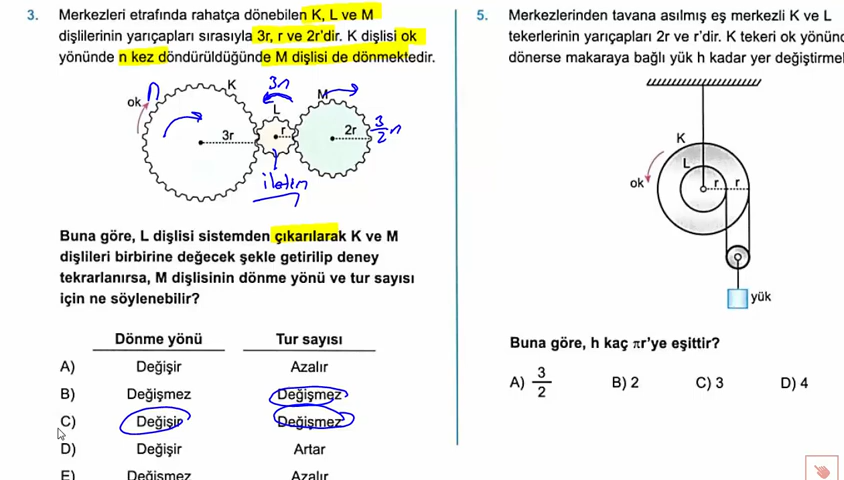 3. Merkezleri etrafında rahatça dönebilen K, L ve M
dişlilerinin yarıçapları sırasıyla 3r, r ve 2r'dir. K dişlisi ok
yönünde n kez döndürüldüğünde M dişlisi de dönmektedir.
n
3n
K
M
ok
L
3r
r
2r
3/2 n
iletim
Buna göre, L dişlisi sistemden çıkarılarak K ve M
dişlileri birbirine değecek şekle getirilip deney
tekrarlanırsa, M dişlisinin dönme yönü ve tur sayısı
için ne söylenebilir?
Dönme yönü Tur sayısı
A) Değişir Azalır
B) Değişmez Değişmez
C) Değişir Değişmez
D) Değişir Artar
E) Değişmez Azalır
5. Merkezlerinden tavana asılmış eş merkezli K ve L
tekerlerinin yarıçapları 2r ve r'dir. K tekeri ok yönünd
dönerse makaraya bağlı yük h kadar yer değiştirme
K
L
ok
r
r
yük
Buna göre, h kaç πr'ye eşittir?
A) 3/2 B) 2 C) 3 D) 4